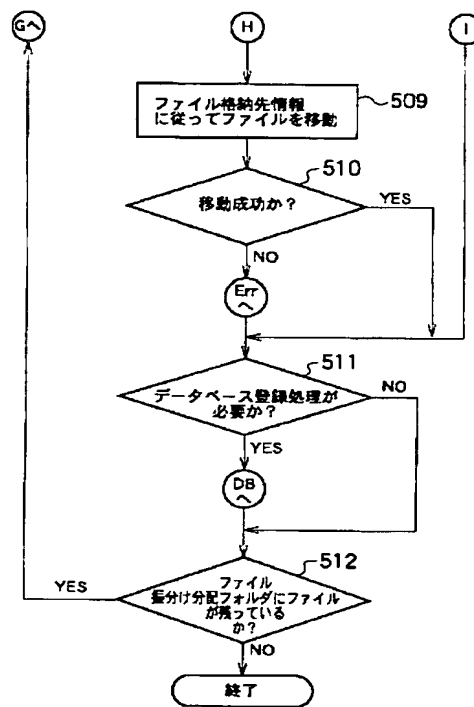 Gへ
H
I
ファイル格納先情報
に従ってファイルを移動
509
510
移動成功か?
YES
NO
Err
へ
511
データベース登録処理が
必要か?
NO
YES
DB
へ
512
ファイル
振分け分配フォルダにファイル
が残っている
か?
YES
NO
終了